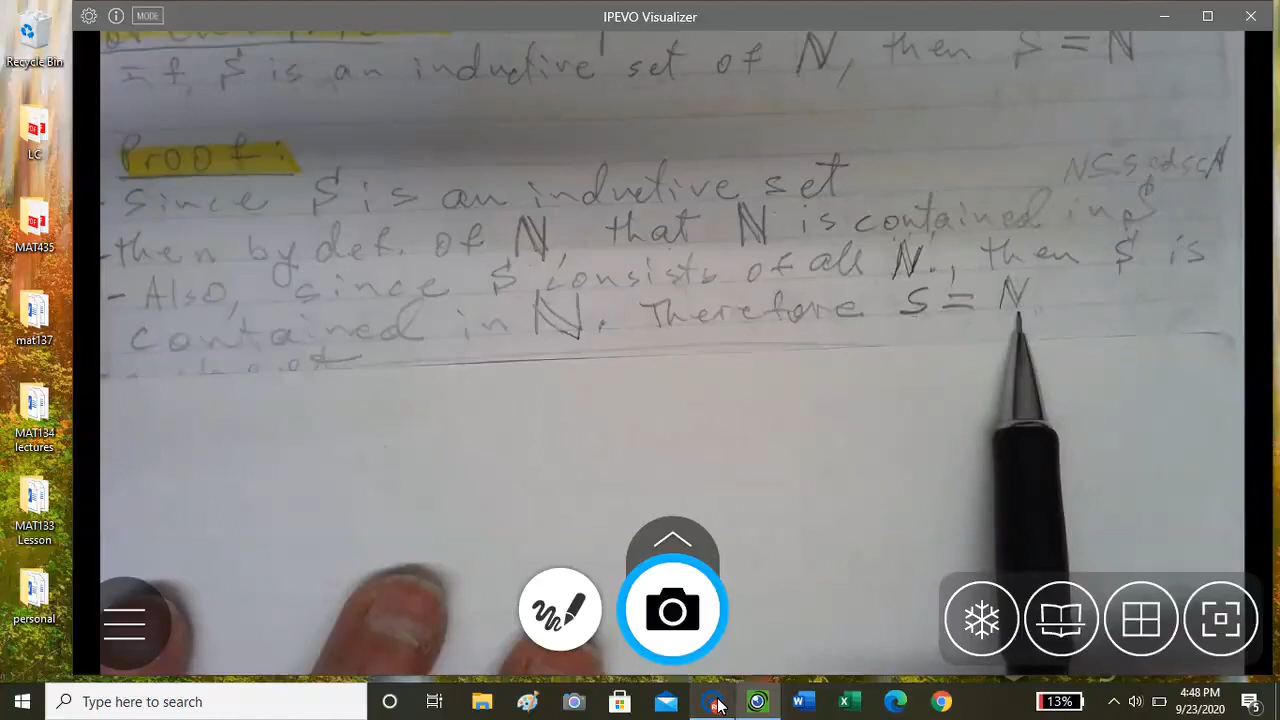 IPEVO Visualizer
MODE
Recycle Bin
LC
MAT435
mat137
MAT134
lectures
MAT133
Lesson
personal
= f, S is an inductive set of N, then S = N
Proof:
- Since S is an inductive set
- then by def. of N, that N is contained in S
- Also, since S consists of all N., then S is
contained in N. Therefore S = N
Type here to search
13%
4:48 PM
9/23/2020
5